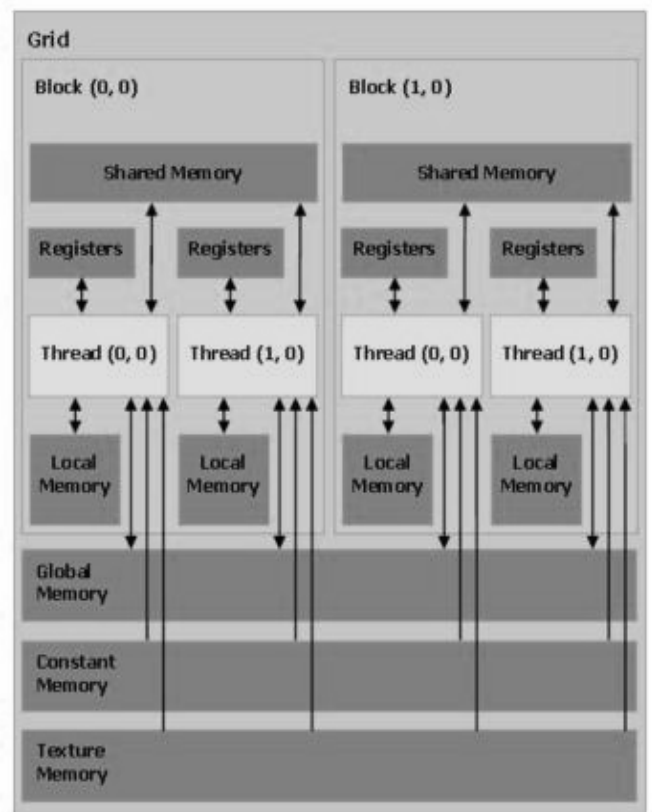 Grid
Block (0, 0)
Block (1, 0)
Shared Memory
Shared Memory
Registers
Registers
Registers
Registers
Thread (0, 0)
Thread (1, 0)
Thread (0, 0)
Thread (1, 0)
Local
Memory
Local
Memory
Local
Memory
Local
Memory
Global
Memory
Constant
Memory
Texture
Memory